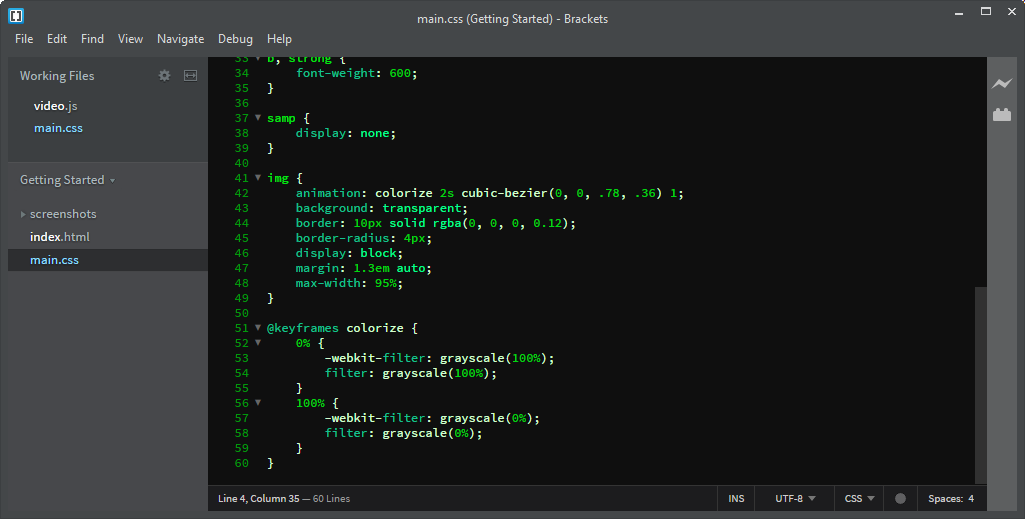 main.css (Getting Started) - Brackets
File Edit Find View Navigate Debug Help
Working Files
video.js
main.css
Getting Started
screenshots
index.html
main.css
33 b, strong {
34 font-weight: 600;
35 }
36
37 samp {
38 display: none;
39 }
40
41 img {
42 animation: colorize 2s cubic-bezier(0, 0, .78, .36) 1;
43 background: transparent;
44 border: 10px solid rgba(0, 0, 0, 0.12);
45 border-radius: 4px;
46 display: block;
47 margin: 1.3em auto;
48 max-width: 95%;
49 }
50
51 @keyframes colorize {
52 0% {
53 -webkit-filter: grayscale(100%);
54 filter: grayscale(100%);
55 }
56 100% {
57 -webkit-filter: grayscale(0%);
58 filter: grayscale(0%);
59 }
60 }
Line 4, Column 35 — 60 Lines INS UTF-8 CSS Spaces: 4